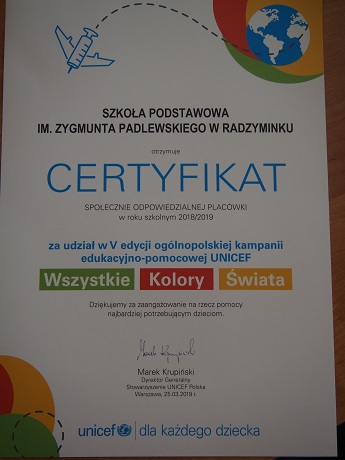 SZKOŁA PODSTAWOWA
IM. ZYGMUNTA PADLEWSKIEGO W RADZYMINKU
otrzymuje
CERTYFIKAT
SPOŁECZNIE ODPOWIEDZIALNEJ PLACÓWKI
w roku szkolnym 2018/2019
za udział w V edycji ogólnopolskiej kampanii
edukacyjno-pomocowej UNICEF
Wszystkie Kolory Świata
Dziękujemy za zaangażowanie na rzecz pomocy
najbardziej potrzebującym dzieciom.
Marek Krupiński
Marek Krupiński
Dyrektor Generalny
Stowarzyszenie UNICEF Polska
Warszawa, 25.03.2019 r.
unicef dla każdego dziecka